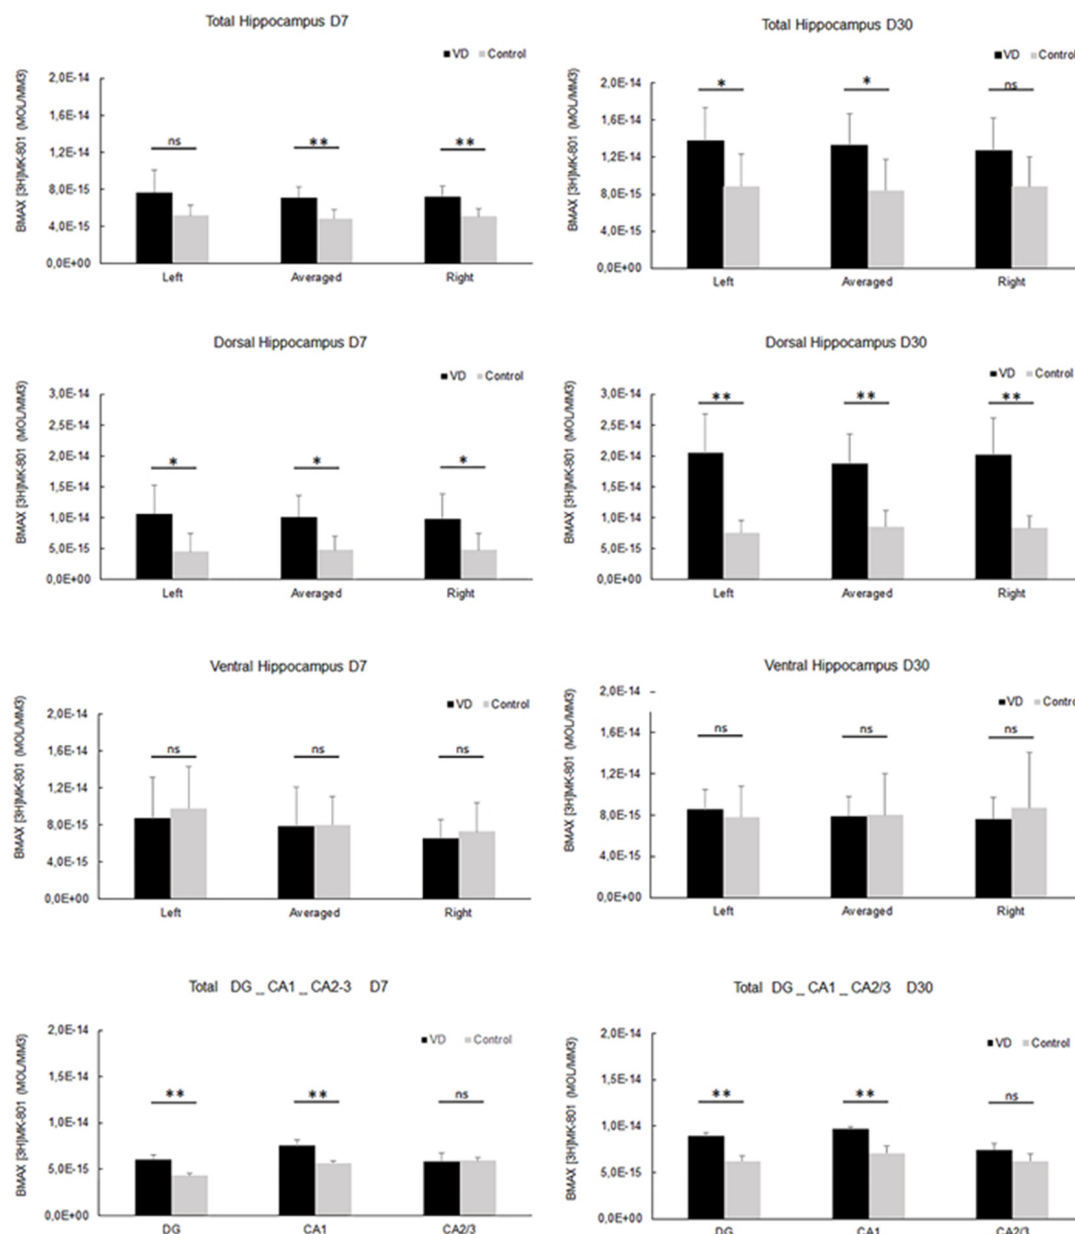 Total Hippocampus D7
VD Control
BMAX [3H]MK-801 (MOL/MM3)
2,0E-14
1,6E-14
1,2E-14
8,0E-15
4,0E-15
0,0E+00
ns
**
**
Left Averaged Right
Total Hippocampus D30
VD Control
BMAX [3H]MK-801 (MOL/MM3)
2,0E-14
1,6E-14
1,2E-14
8,0E-15
4,0E-15
0,0E+00
*
*
ns
Left Averaged Right
Dorsal Hippocampus D7
VD Control
BMAX [3H]MK-801 (MOL/MM3)
3,0E-14
2,5E-14
2,0E-14
1,5E-14
1,0E-14
5,0E-15
0,0E+00
*
*
*
Left Averaged Right
Dorsal Hippocampus D30
VD Control
BMAX [3H]MK-801 (MOL/MM3)
3,0E-14
2,5E-14
2,0E-14
1,5E-14
1,0E-14
5,0E-15
0,0E+00
**
**
**
Left Averaged Right
Ventral Hippocampus D7
VD Control
BMAX [3H]MK-801 (MOL/MM3)
2,0E-14
1,6E-14
1,2E-14
8,0E-15
4,0E-15
0,0E+00
ns
ns
ns
Left Averaged Right
Ventral Hippocampus D30
VD Control
BMAX [3H]MK-801 (MOL/MM3)
2,0E-14
1,6E-14
1,2E-14
8,0E-15
4,0E-15
0,0E+00
ns
ns
ns
Left Averaged Right
Total DG _ CA1 _ CA2-3 D7
VD Control
BMAX [3H]MK-801 (MOL/MM3)
2,0E-14
1,5E-14
1,0E-14
5,0E-15
0,0E+00
**
**
ns
DG CA1 CA2/3
Total DG _ CA1 _ CA2/3 D30
VD Control
BMAX [3H]MK-801 (MOL/MM3)
2,0E-14
1,5E-14
1,0E-14
5,0E-15
0,0E+00
**
**
ns
DG CA1 CA2/3